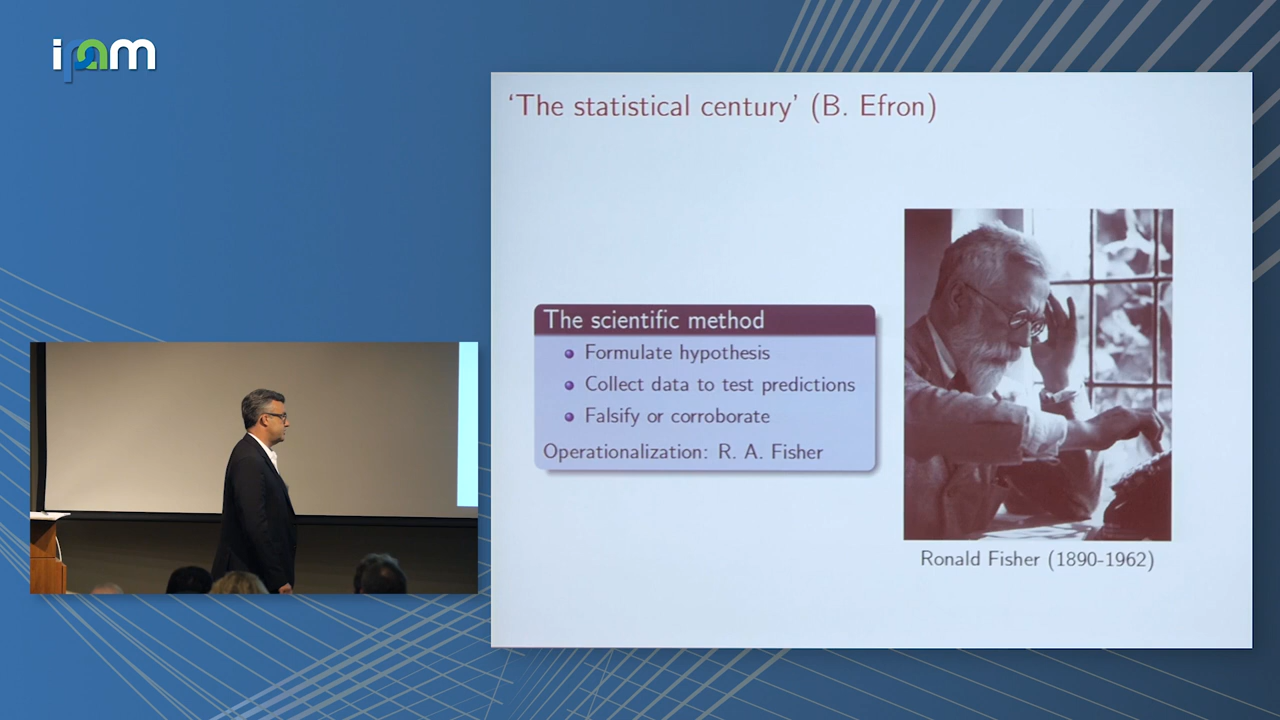 ipam
‘The statistical century’ (B. Efron)
The scientific method
Formulate hypothesis
Collect data to test predictions
Falsify or corroborate
Operationalization: R. A. Fisher
Ronald Fisher (1890-1962)